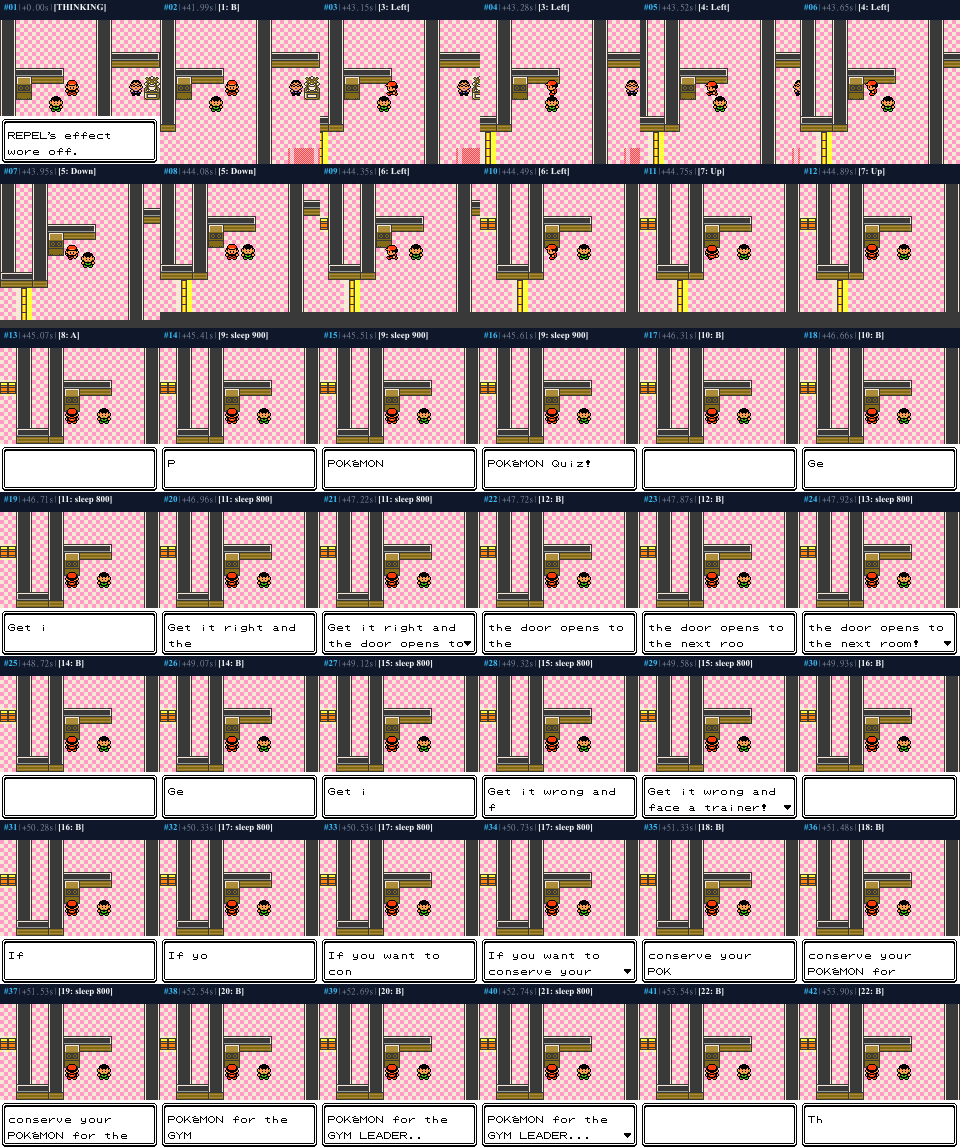 #01|+0.00s| [THINKING]
#02|+41.99s| [1: B]
#03|+43.15s| [3: Left]
#04|+43.28s| [3: Left]
#05|+43.52s| [4: Left]
#06|+43.65s| [4: Left]
REPEL's effect
wore off.
#07|+43.95s| [5: Down]
#08|+44.08s| [5: Down]
#09|+44.35s| [6: Left]
#10|+44.49s| [6: Left]
#11|+44.75s| [7: Up]
#12|+44.89s| [7: Up]
#13|+45.07s| [8: A]
#14|+45.41s| [9: sleep 900]
#15|+45.51s| [9: sleep 900]
#16|+45.61s| [9: sleep 900]
#17|+46.31s| [10: B]
#18|+46.66s| [10: B]
P
POKéMON
POKéMON Quiz!
Ge
#19|+46.71s| [11: sleep 800]
#20|+46.96s| [11: sleep 800]
#21|+47.22s| [11: sleep 800]
#22|+47.72s| [12: B]
#23|+47.87s| [12: B]
#24|+47.92s| [13: sleep 800]
Get i
Get it right and
the
Get it right and
the door opens to▼
the door opens to
the
the door opens to
the next roo
the door opens to
the next room! ▼
#25|+48.72s| [14: B]
#26|+49.07s| [14: B]
#27|+49.12s| [15: sleep 800]
#28|+49.32s| [15: sleep 800]
#29|+49.58s| [15: sleep 800]
#30|+49.93s| [16: B]
Ge
Get i
Get it wrong and
f
Get it wrong and
face a trainer! ▼
#31|+50.28s| [16: B]
#32|+50.33s| [17: sleep 800]
#33|+50.53s| [17: sleep 800]
#34|+50.73s| [17: sleep 800]
#35|+51.33s| [18: B]
#36|+51.48s| [18: B]
If
If yo
If you want to
con
If you want to
conserve your ▼
conserve your
POK
conserve your
POKéMON for
#37|+51.53s| [19: sleep 800]
#38|+52.54s| [20: B]
#39|+52.69s| [20: B]
#40|+52.74s| [21: sleep 800]
#41|+53.54s| [22: B]
#42|+53.90s| [22: B]
conserve your
POKéMON for the
POKéMON for the
GYM
POKéMON for the
GYM LEADER..
POKéMON for the
GYM LEADER... ▼
Th